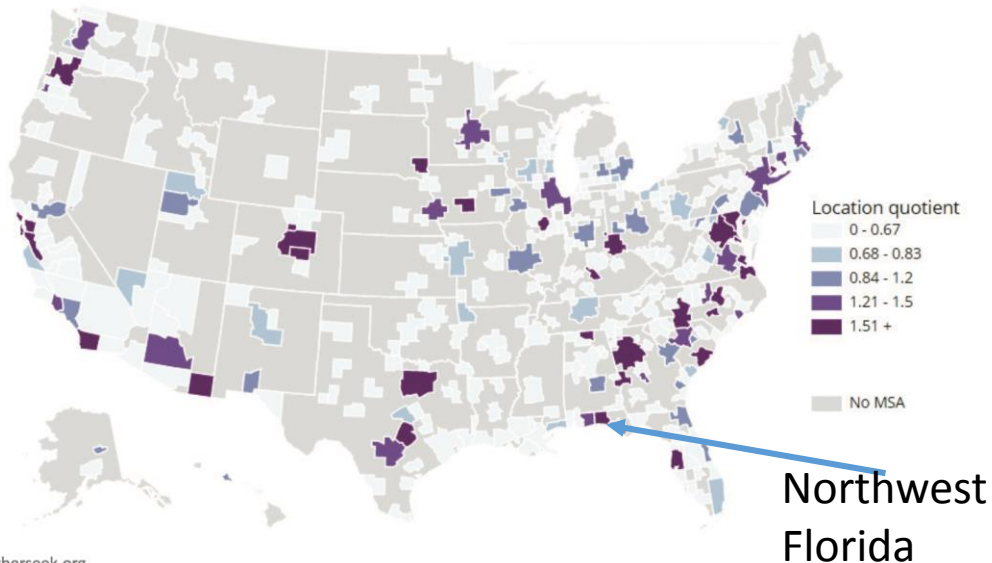 Location quotient
0 - 0.67
0.68 - 0.83
0.84 - 1.2
1.21 - 1.5
1.51 +
No MSA
Northwest
Florida